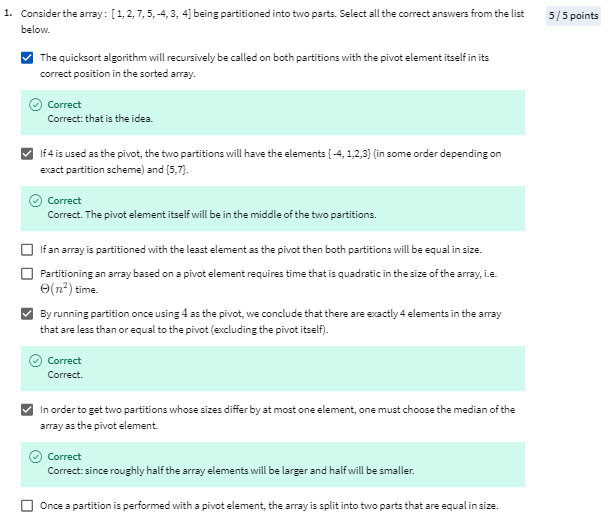 1. Consider the array : [ 1, 2, 7, 5, -4, 3, 4] being partitioned into two parts. Select all the correct answers from the list
below.
5 / 5 points
The quicksort algorithm will recursively be called on both partitions with the pivot element itself in its
correct position in the sorted array.
Correct
Correct: that is the idea.
If 4 is used as the pivot, the two partitions will have the elements { -4, 1,2,3} (in some order depending on
exact partition scheme) and {5,7}.
Correct
Correct. The pivot element itself will be in the middle of the two partitions.
If an array is partitioned with the least element as the pivot then both partitions will be equal in size.
Partitioning an array based on a pivot element requires time that is quadratic in the size of the array, i.e.
Θ(n²) time.
By running partition once using 4 as the pivot, we conclude that there are exactly 4 elements in the array
that are less than or equal to the pivot (excluding the pivot itself).
Correct
Correct.
In order to get two partitions whose sizes differ by at most one element, one must choose the median of the
array as the pivot element.
Correct
Correct: since roughly half the array elements will be larger and half will be smaller.
Once a partition is performed with a pivot element, the array is split into two parts that are equal in size.